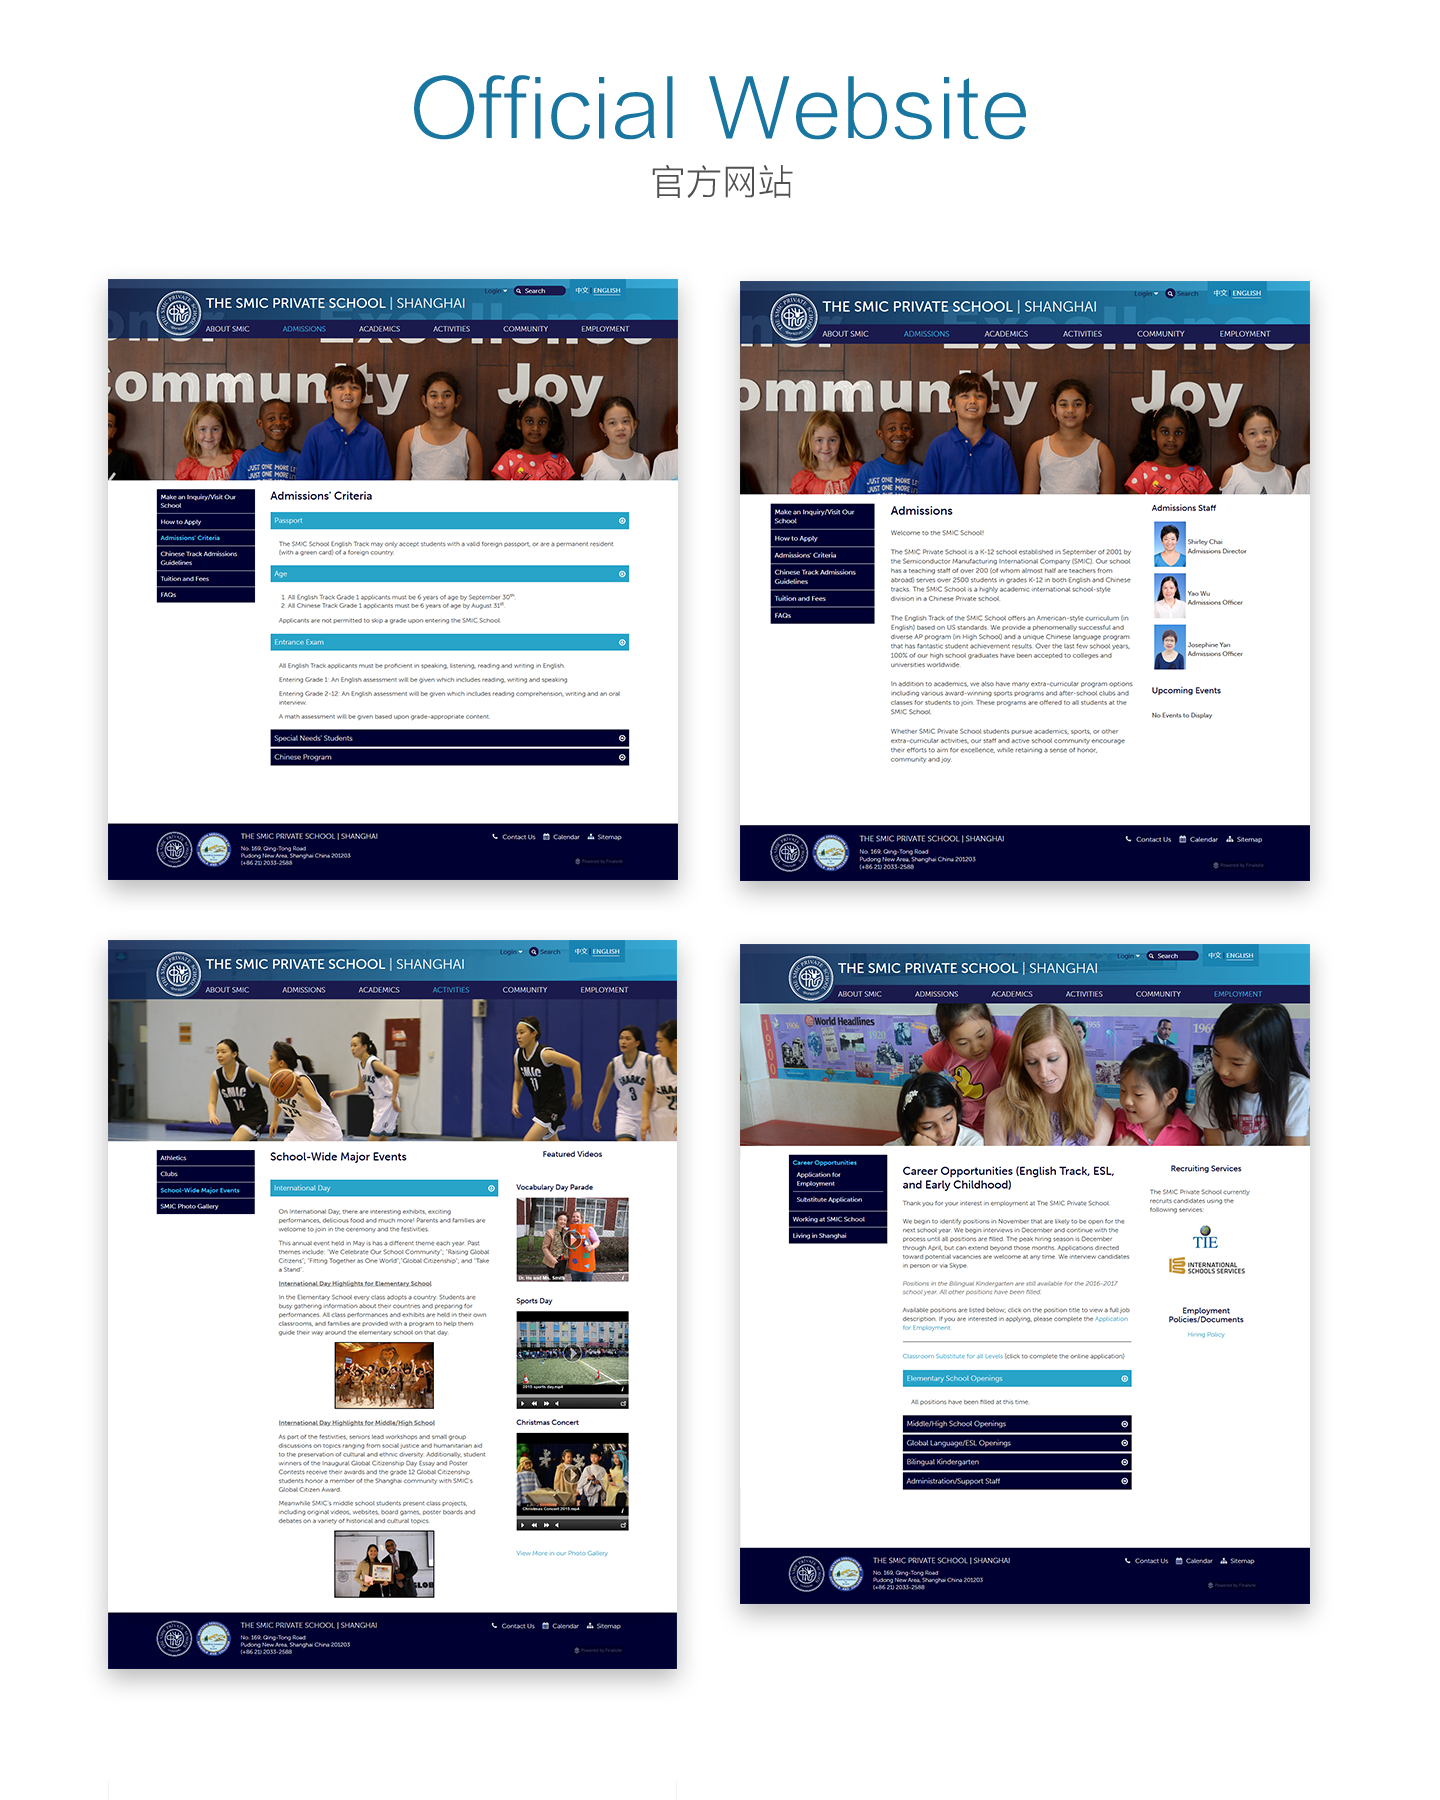 Official Website
官方网站
Login
Search
中文 ENGLISH
THE SMIC PRIVATE SCHOOL | SHANGHAI
ABOUT SMIC ADMISSIONS ACADEMICS ACTIVITIES COMMUNITY EMPLOYMENT
Community Joy
Make an Inquiry/Visit Our
School
How to Apply
Admissions' Criteria
Chinese Track Admissions
Guidelines
Tuition and Fees
FAQs
Admissions' Criteria
Passport
The SMIC School English Track may only accept students with a valid foreign passport, or are a permanent resident
(with a green card) of a foreign country.
Age
1. All English Track Grade 1 applicants must be 6 years of age by September 30th.
2. All Chinese Track Grade 1 applicants must be 6 years of age by August 31st.
Applicants are not permitted to skip a grade upon entering the SMIC School.
Entrance Exam
All English Track applicants must be proficient in speaking, listening, reading and writing in English.
Entering Grade 1: An English assessment will be given which includes reading, writing and speaking
Entering Grade 2-12: An English assessment will be given which includes reading comprehension, writing and an oral
interview.
A math assessment will be given based upon grade-appropriate content.
Special Needs' Students
Chinese Program
THE SMIC PRIVATE SCHOOL | SHANGHAI
No. 169, Qing-Tong Road
Pudong New Area, Shanghai China 201203
(+86 21) 2033-2588
Contact Us Calendar Sitemap
Powered by Finalsite
Login
Search
中文 ENGLISH
THE SMIC PRIVATE SCHOOL | SHANGHAI
ABOUT SMIC ADMISSIONS ACADEMICS ACTIVITIES COMMUNITY EMPLOYMENT
Joy
Make an Inquiry/Visit Our
School
How to Apply
Admissions' Criteria
Chinese Track Admissions
Guidelines
Tuition and Fees
FAQs
Admissions
Welcome to the SMIC School!
The SMIC Private School is a K-12 school established in September of 2001 by
the Semiconductor Manufacturing International Company (SMIC). Our school
has a teaching staff of over 200 (of whom almost half are teachers from
abroad) serves over 2500 students in grades K-12 in both English and Chinese
tracks. The SMIC School is a highly academic international school-style
division in a Chinese Private school.
The English Track of the SMIC School offers an American-style curriculum (in
English) based on US standards. We provide a phenomenally successful and
diverse AP program (in High School) and a unique Chinese language program
that has fantastic student achievement results. Over the last few school years,
100% of our high school graduates have been accepted to colleges and
universities worldwide.
In addition to academics, we also have many extra-curricular program options
including various award-winning sports programs and after-school clubs and
classes for students to join. These programs are offered to all students at the
SMIC School.
Whether SMIC Private School students pursue academics, sports, or other
extra-curricular activities, our staff and active school community encourage
their efforts to aim for excellence, while retaining a sense of honor,
community and joy.
Admissions Staff
Shirley Chai
Admissions Director
Yao Wu
Admissions Officer
Josephine Yan
Admissions Officer
Upcoming Events
No Events to Display
THE SMIC PRIVATE SCHOOL | SHANGHAI
No. 169, Qing-Tong Road
Pudong New Area, Shanghai China 201203
(+86 21) 2033-2588
Contact Us Calendar Sitemap
Powered by Finalsite
Login
Search
中文 ENGLISH
THE SMIC PRIVATE SCHOOL | SHANGHAI
ABOUT SMIC ADMISSIONS ACADEMICS ACTIVITIES COMMUNITY EMPLOYMENT
Athletics
Clubs
School-Wide Major Events
SMIC Photo Gallery
School-Wide Major Events
International Day
On International Day, there are interesting exhibits, exciting
performances, delicious food and much more! Parents and families are
welcome to join in the ceremony and the festivities.
This annual event held in May is has a different theme each year. Past
themes include: "We Celebrate Our School Community"; "Raising Global
Citizens"; "Fitting Together as One World";"Global Citizenship"; and "Take
a Stand".
International Day Highlights for Elementary School
In the Elementary School every class adopts a country. Students are
busy gathering information about their countries and preparing for
performances. All class performances and exhibits are held in their own
classrooms, and families are provided with a program to help them
guide their way around the elementary school on that day.
International Day Highlights for Middle/High School
As part of the festivities, seniors lead workshops and small group
discussions on topics ranging from social justice and humanitarian aid
to the preservation of cultural and ethnic diversity. Additionally, student
winners of the Inaugural Global Citizenship Day Essay and Poster
Contests receive their awards and the grade 12 Global Citizenship
students honor a member of the Shanghai community with SMIC's
Global Citizen Award.
Meanwhile SMIC's middle school students present class projects,
including original videos, websites, board games, poster boards and
debates on a variety of historical and cultural topics.
Featured Videos
Vocabulary Day Parade
Dr. He and Ms. Smith
Sports Day
2015 sports day.mp4
Christmas Concert
Christmas Concert 2015.mp4
View More in our Photo Gallery
THE SMIC PRIVATE SCHOOL | SHANGHAI
No. 169, Qing-Tong Road
Pudong New Area, Shanghai China 201203
(+86 21) 2033-2588
Contact Us Calendar Sitemap
Powered by Finalsite
Login
Search
中文 ENGLISH
THE SMIC PRIVATE SCHOOL | SHANGHAI
ABOUT SMIC ADMISSIONS ACADEMICS ACTIVITIES COMMUNITY EMPLOYMENT
World Headlines
Career Opportunities
Application for
Employment
Substitute Application
Working at SMIC School
Living in Shanghai
Career Opportunities (English Track, ESL,
and Early Childhood)
Thank you for your interest in employment at The SMIC Private School.
We begin to identify positions in November that are likely to be open for the
next school year. We begin interviews in December and continue with the
process until all positions are filled. The peak hiring season is December
through April, but can extend beyond those months. Applications directed
toward potential vacancies are welcome at any time. We interview candidates
in person or via Skype.
Positions in the Bilingual Kindergarten are still available for the 2016-2017
school year. All other positions have been filled.
Available positions are listed below; click on the position title to view a full job
description. If you are interested in applying, please complete the Application
for Employment.
Classroom Substitute for all Levels (click to complete the online application)
Elementary School Openings
All positions have been filled at this time.
Middle/High School Openings
Global Language/ESL Openings
Bilingual Kindergarten
Administration/Support Staff
Recruiting Services
The SMIC Private School currently
recruits candidates using the
following services:
TIE
INTERNATIONAL
SCHOOLS SERVICES
Employment
Policies/Documents
Hiring Policy
THE SMIC PRIVATE SCHOOL | SHANGHAI
No. 169, Qing-Tong Road
Pudong New Area, Shanghai China 201203
(+86 21) 2033-2588
Contact Us Calendar Sitemap
Powered by Finalsite